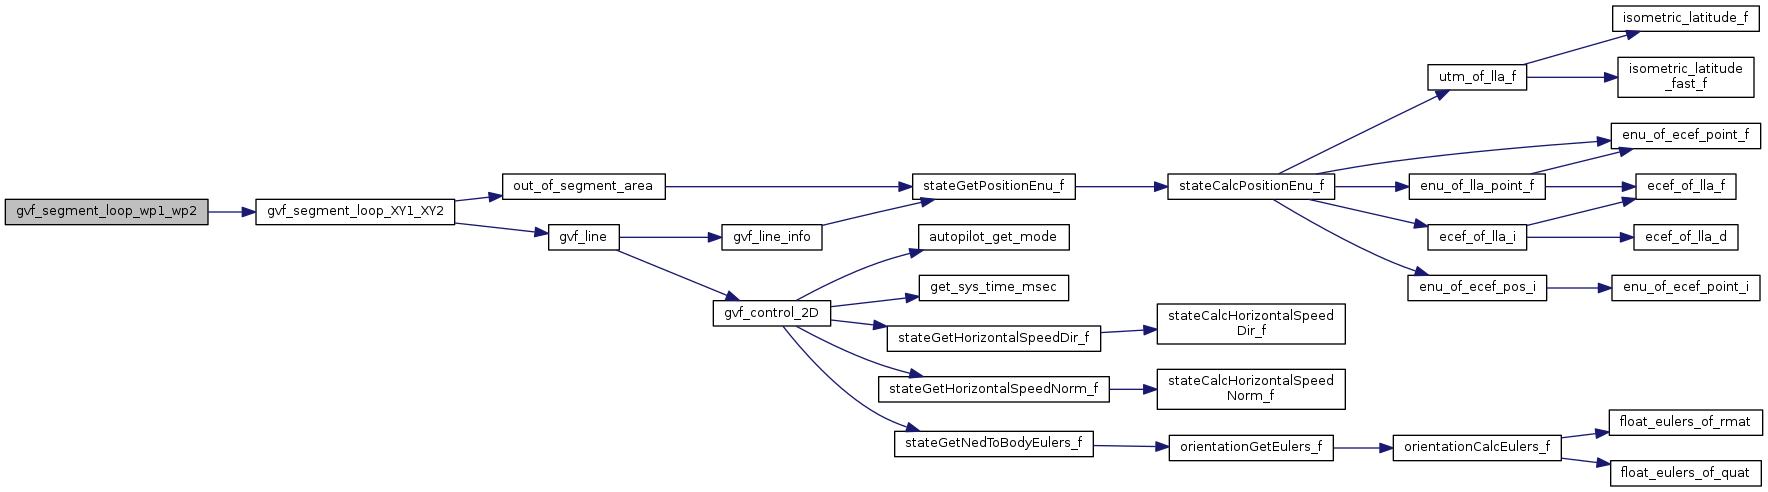 gvf_segment_loop_wp1_wp2
gvf_segment_loop_XY1_XY2
out_of_segment_area
gvf_line
gvf_line_info
gvf_control_2D
stateGetPositionEnu_f
autopilot_get_mode
get_sys_time_msec
stateGetHorizontalSpeedDir_f
stateGetHorizontalSpeedNorm_f
stateGetNedToBodyEulers_f
stateCalcPositionEnu_f
stateCalcHorizontalSpeed
Dir_f
stateCalcHorizontalSpeed
Norm_f
orientationGetEulers_f
utm_of_lla_f
enu_of_lla_point_f
ecef_of_lla_i
enu_of_ecef_pos_i
orientationCalcEulers_f
isometric_latitude_f
isometric_latitude
_fast_f
enu_of_ecef_point_f
ecef_of_lla_f
ecef_of_lla_d
enu_of_ecef_point_i
float_eulers_of_rmat
float_eulers_of_quat